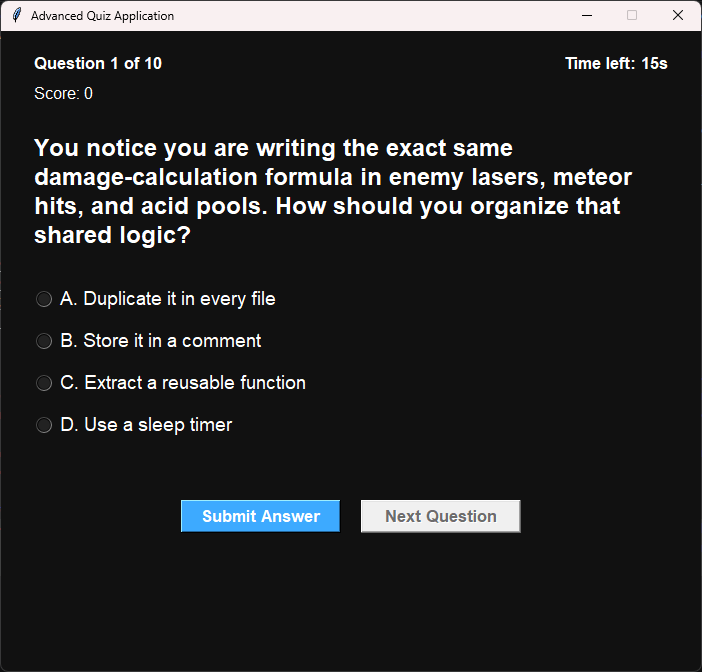 Advanced Quiz Application
Question 1 of 10
Time left: 15s
Score: 0
You notice you are writing the exact same
damage-calculation formula in enemy lasers, meteor
hits, and acid pools. How should you organize that
shared logic?
A. Duplicate it in every file
B. Store it in a comment
C. Extract a reusable function
D. Use a sleep timer
Submit Answer
Next Question